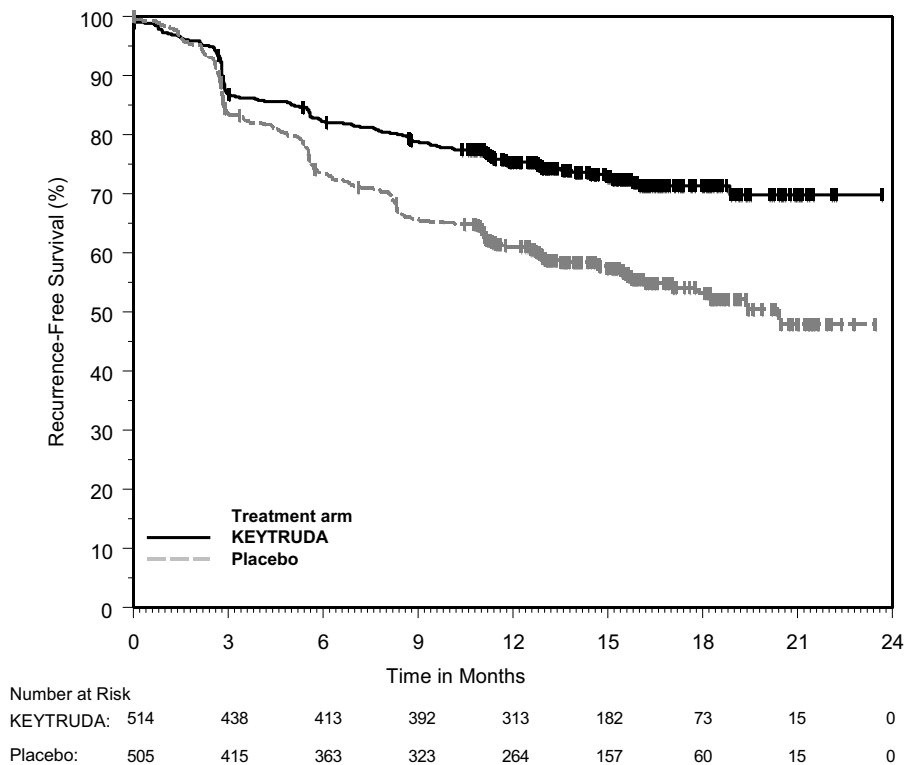 Recurrence-Free Survival (%)
100
90
80
70
60
50
40
30
20
10
0
Treatment arm
KEYTRUDA
Placebo
0 3 6 9 12 15 18 21 24
Time in Months
Number at Risk
KEYTRUDA: 514 438 413 392 313 182 73 15 0
Placebo: 505 415 363 323 264 157 60 15 0